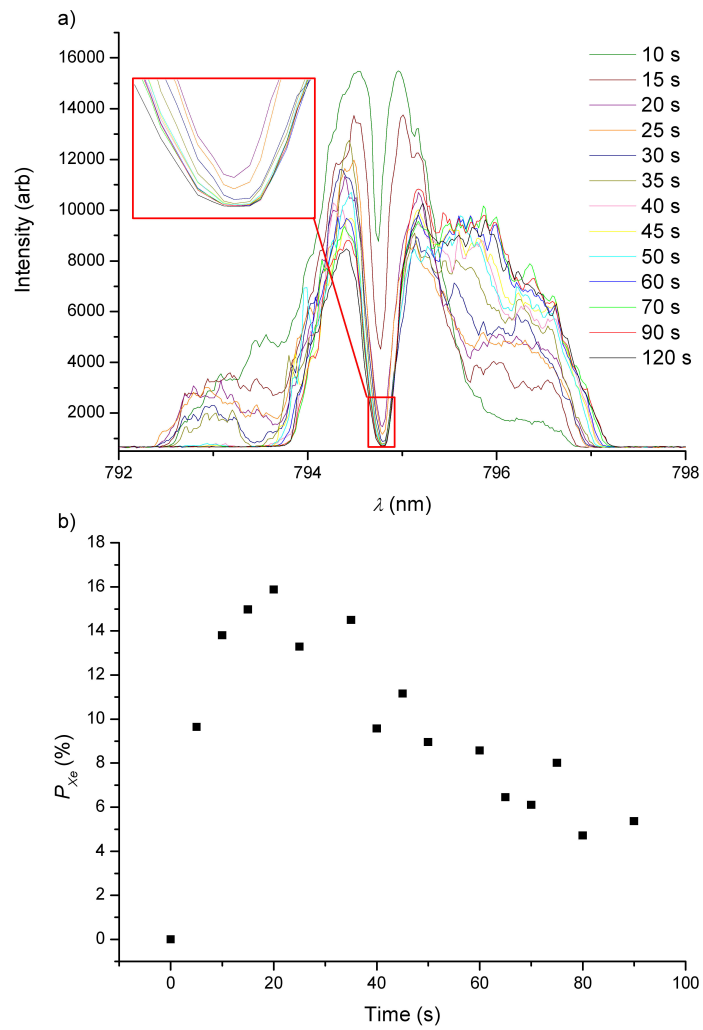 a)
16000
14000
12000
10000
8000
6000
4000
2000
Intensity (arb)
10 s
15 s
20 s
25 s
30 s
35 s
40 s
45 s
50 s
60 s
70 s
90 s
120 s
792
794
796
798
λ (nm)
b)
18
16
14
12
10
8
6
4
2
0
P_Xe (%)
0
20
40
60
80
100
Time (s)